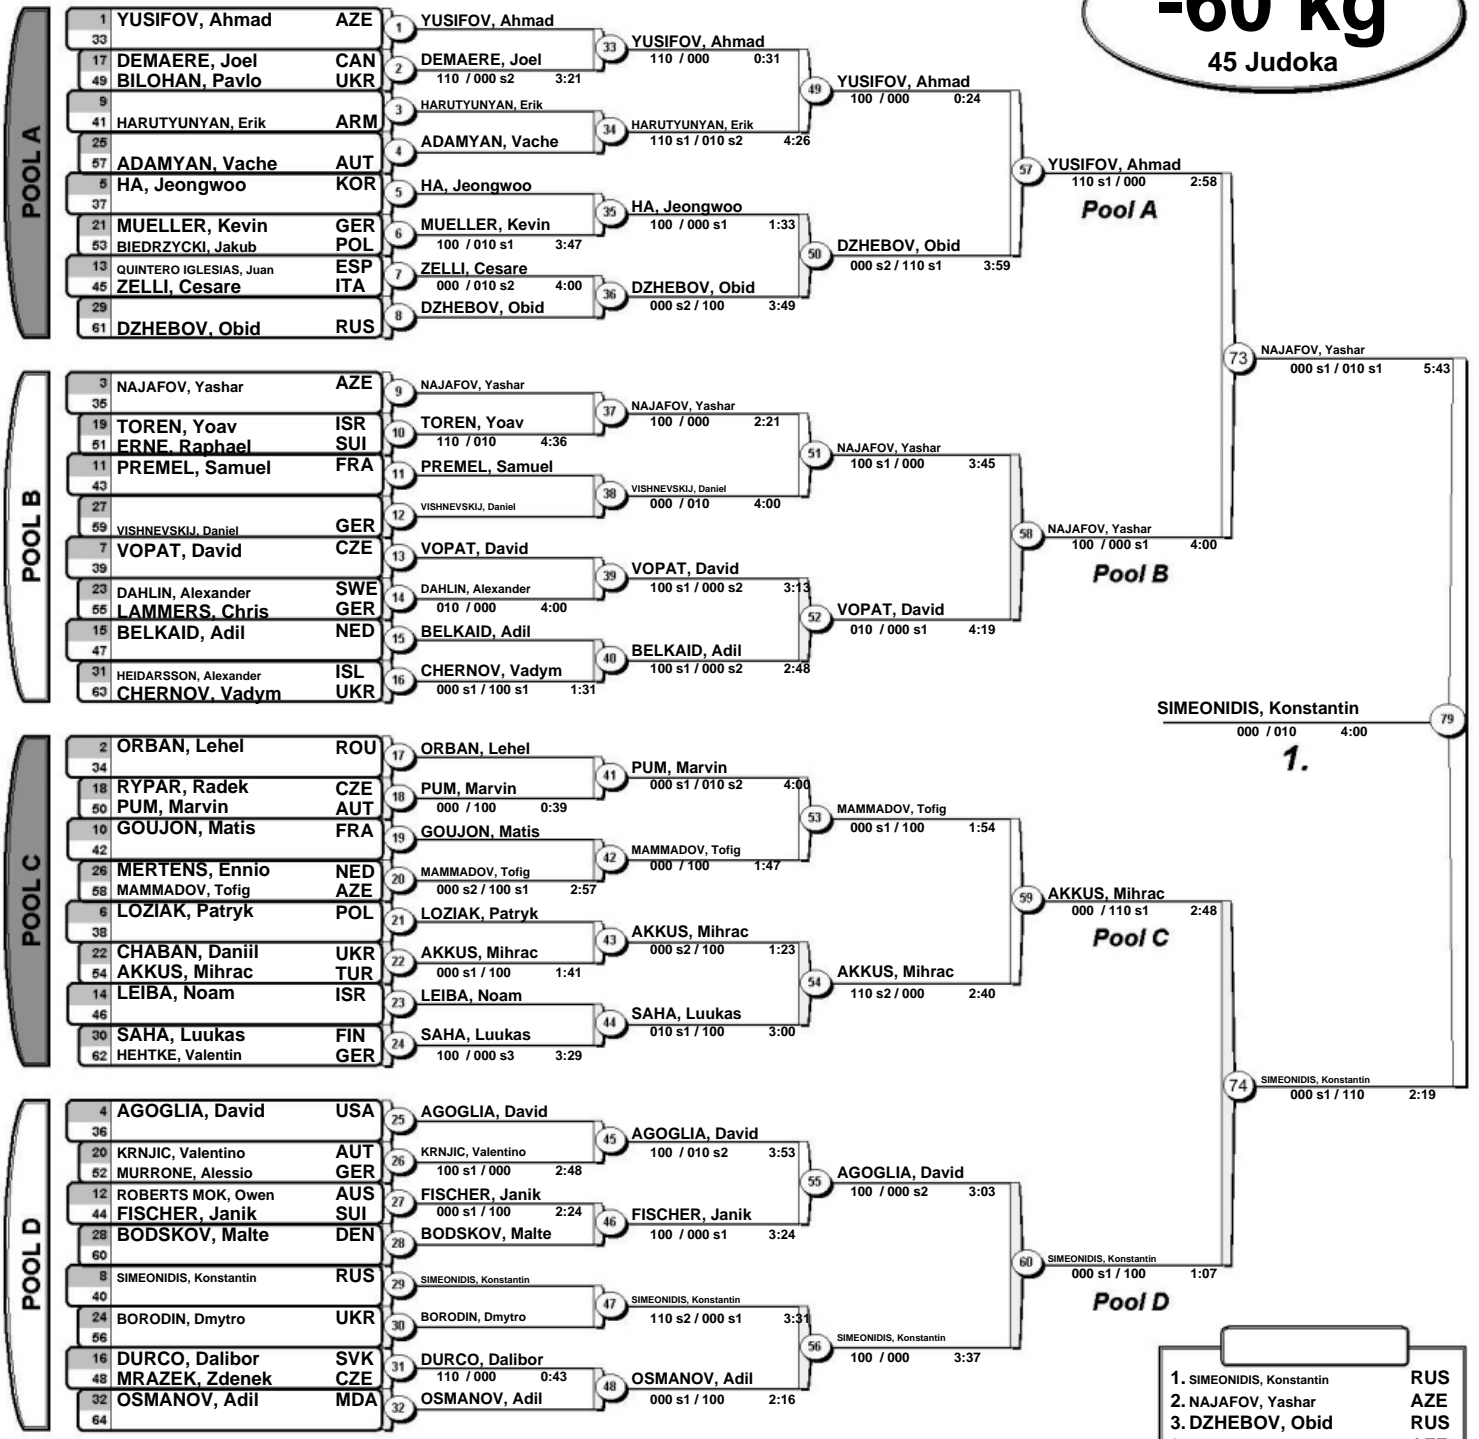 -60 kg
45 Judoka
POOL A
1 YUSIFOV, Ahmad AZE
33
17 DEMAERE, Joel CAN
49 BILOHAN, Pavlo UKR
9
41 HARUTYUNYAN, Erik ARM
25
57 ADAMYAN, Vache AUT
5 HA, Jeongwoo KOR
37
21 MUELLER, Kevin GER
53 BIEDRZYCKI, Jakub POL
13 QUINTERO IGLESIAS, Juan ESP
45 ZELLI, Cesare ITA
29
61 DZHEBOV, Obid RUS
1 YUSIFOV, Ahmad
2 DEMAERE, Joel
110 / 000 s2 3:21
3 HARUTYUNYAN, Erik
4 ADAMYAN, Vache
5 HA, Jeongwoo
6 MUELLER, Kevin
100 / 010 s1 3:47
7 ZELLI, Cesare
000 / 010 s2 4:00
8 DZHEBOV, Obid
33 YUSIFOV, Ahmad
110 / 000 0:31
34 HARUTYUNYAN, Erik
110 s1 / 010 s2 4:26
35 HA, Jeongwoo
100 / 000 s1 1:33
36 DZHEBOV, Obid
000 s2 / 100 3:49
49 YUSIFOV, Ahmad
100 / 000 0:24
50 DZHEBOV, Obid
000 s2 / 110 s1 3:59
57 YUSIFOV, Ahmad
110 s1 / 000 2:58
Pool A
POOL B
3 NAJAFOV, Yashar AZE
35
19 TOREN, Yoav ISR
51 ERNE, Raphael SUI
11 PREMEL, Samuel FRA
43
27
59 VISHNEVSKIJ, Daniel GER
7 VOPAT, David CZE
39
23 DAHLIN, Alexander SWE
55 LAMMERS, Chris GER
15 BELKAID, Adil NED
47
31 HEIDARSSON, Alexander ISL
63 CHERNOV, Vadym UKR
9 NAJAFOV, Yashar
10 TOREN, Yoav
110 / 010 4:36
11 PREMEL, Samuel
12 VISHNEVSKIJ, Daniel
13 VOPAT, David
14 DAHLIN, Alexander
010 / 000 4:00
15 BELKAID, Adil
16 CHERNOV, Vadym
000 s1 / 100 s1 1:31
37 NAJAFOV, Yashar
100 / 000 2:21
38 VISHNEVSKIJ, Daniel
000 / 010 4:00
39 VOPAT, David
100 s1 / 000 s2 3:13
40 BELKAID, Adil
100 s1 / 000 s2 2:48
51 NAJAFOV, Yashar
100 s1 / 000 3:45
52 VOPAT, David
010 / 000 s1 4:19
58 NAJAFOV, Yashar
100 / 000 s1 4:00
Pool B
73 NAJAFOV, Yashar
000 s1 / 010 s1 5:43
SIMEONIDIS, Konstantin 79
000 / 010 4:00
1.
POOL C
2 ORBAN, Lehel ROU
34
18 RYPAR, Radek CZE
50 PUM, Marvin AUT
10 GOUJON, Matis FRA
42
26 MERTENS, Ennio NED
58 MAMMADOV, Tofig AZE
6 LOZIAK, Patryk POL
38
22 CHABAN, Daniil UKR
54 AKKUS, Mihrac TUR
14 LEIBA, Noam ISR
46
30 SAHA, Luukas FIN
62 HEHTKE, Valentin GER
17 ORBAN, Lehel
18 PUM, Marvin
000 / 100 0:39
19 GOUJON, Matis
20 MAMMADOV, Tofig
000 s2 / 100 s1 2:57
21 LOZIAK, Patryk
22 AKKUS, Mihrac
000 s1 / 100 1:41
23 LEIBA, Noam
24 SAHA, Luukas
100 / 000 s3 3:29
41 PUM, Marvin
000 s1 / 010 s2 4:00
42 MAMMADOV, Tofig
000 / 100 1:47
43 AKKUS, Mihrac
000 s2 / 100 1:23
44 SAHA, Luukas
010 s1 / 100 3:00
53 MAMMADOV, Tofig
000 s1 / 100 1:54
54 AKKUS, Mihrac
110 s2 / 000 2:40
59 AKKUS, Mihrac
000 / 110 s1 2:48
Pool C
POOL D
4 AGOGLIA, David USA
36
20 KRNJIC, Valentino AUT
52 MURRONE, Alessio GER
12 ROBERTS MOK, Owen AUS
44 FISCHER, Janik SUI
28 BODSKOV, Malte DEN
60
8 SIMEONIDIS, Konstantin RUS
40
24 BORODIN, Dmytro UKR
56
16 DURCO, Dalibor SVK
48 MRAZEK, Zdenek CZE
32 OSMANOV, Adil MDA
64
25 AGOGLIA, David
26 KRNJIC, Valentino
100 s1 / 000 2:48
27 FISCHER, Janik
000 s1 / 100 2:24
28 BODSKOV, Malte
29 SIMEONIDIS, Konstantin
30 BORODIN, Dmytro
31 DURCO, Dalibor
110 / 000 0:43
32 OSMANOV, Adil
45 AGOGLIA, David
100 / 010 s2 3:53
46 FISCHER, Janik
100 / 000 s1 3:24
47 SIMEONIDIS, Konstantin
110 s2 / 000 s1 3:31
48 OSMANOV, Adil
000 s1 / 100 2:16
55 AGOGLIA, David
100 / 000 s2 3:03
56 SIMEONIDIS, Konstantin
100 / 000 3:37
60 SIMEONIDIS, Konstantin
000 s1 / 100 1:07
Pool D
74 SIMEONIDIS, Konstantin
000 s1 / 110 2:19
1. SIMEONIDIS, Konstantin RUS
2. NAJAFOV, Yashar AZE
3. DZHEBOV, Obid RUS